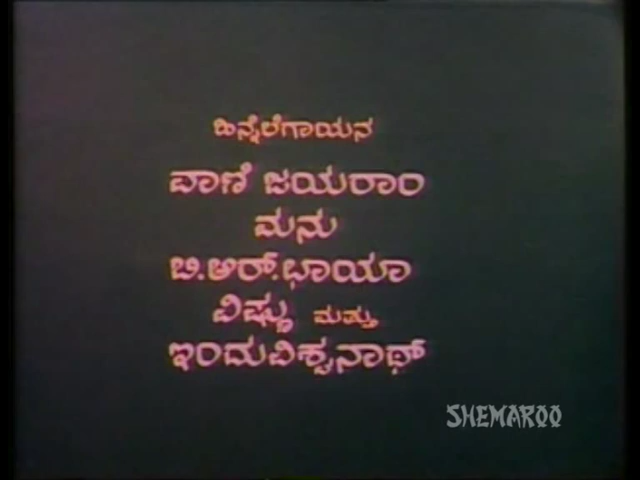 ಹಿನ್ನೆಲೆಗಾಯನ
ವಾಣಿ ಜಯರಾಂ
ಮನು
ಬಿ.ಆರ್.ಛಾಯಾ
ವಿಷ್ಣು ಮತ್ತು
ಇಂದುವಿಶ್ವನಾಥ್
SHEMAROO